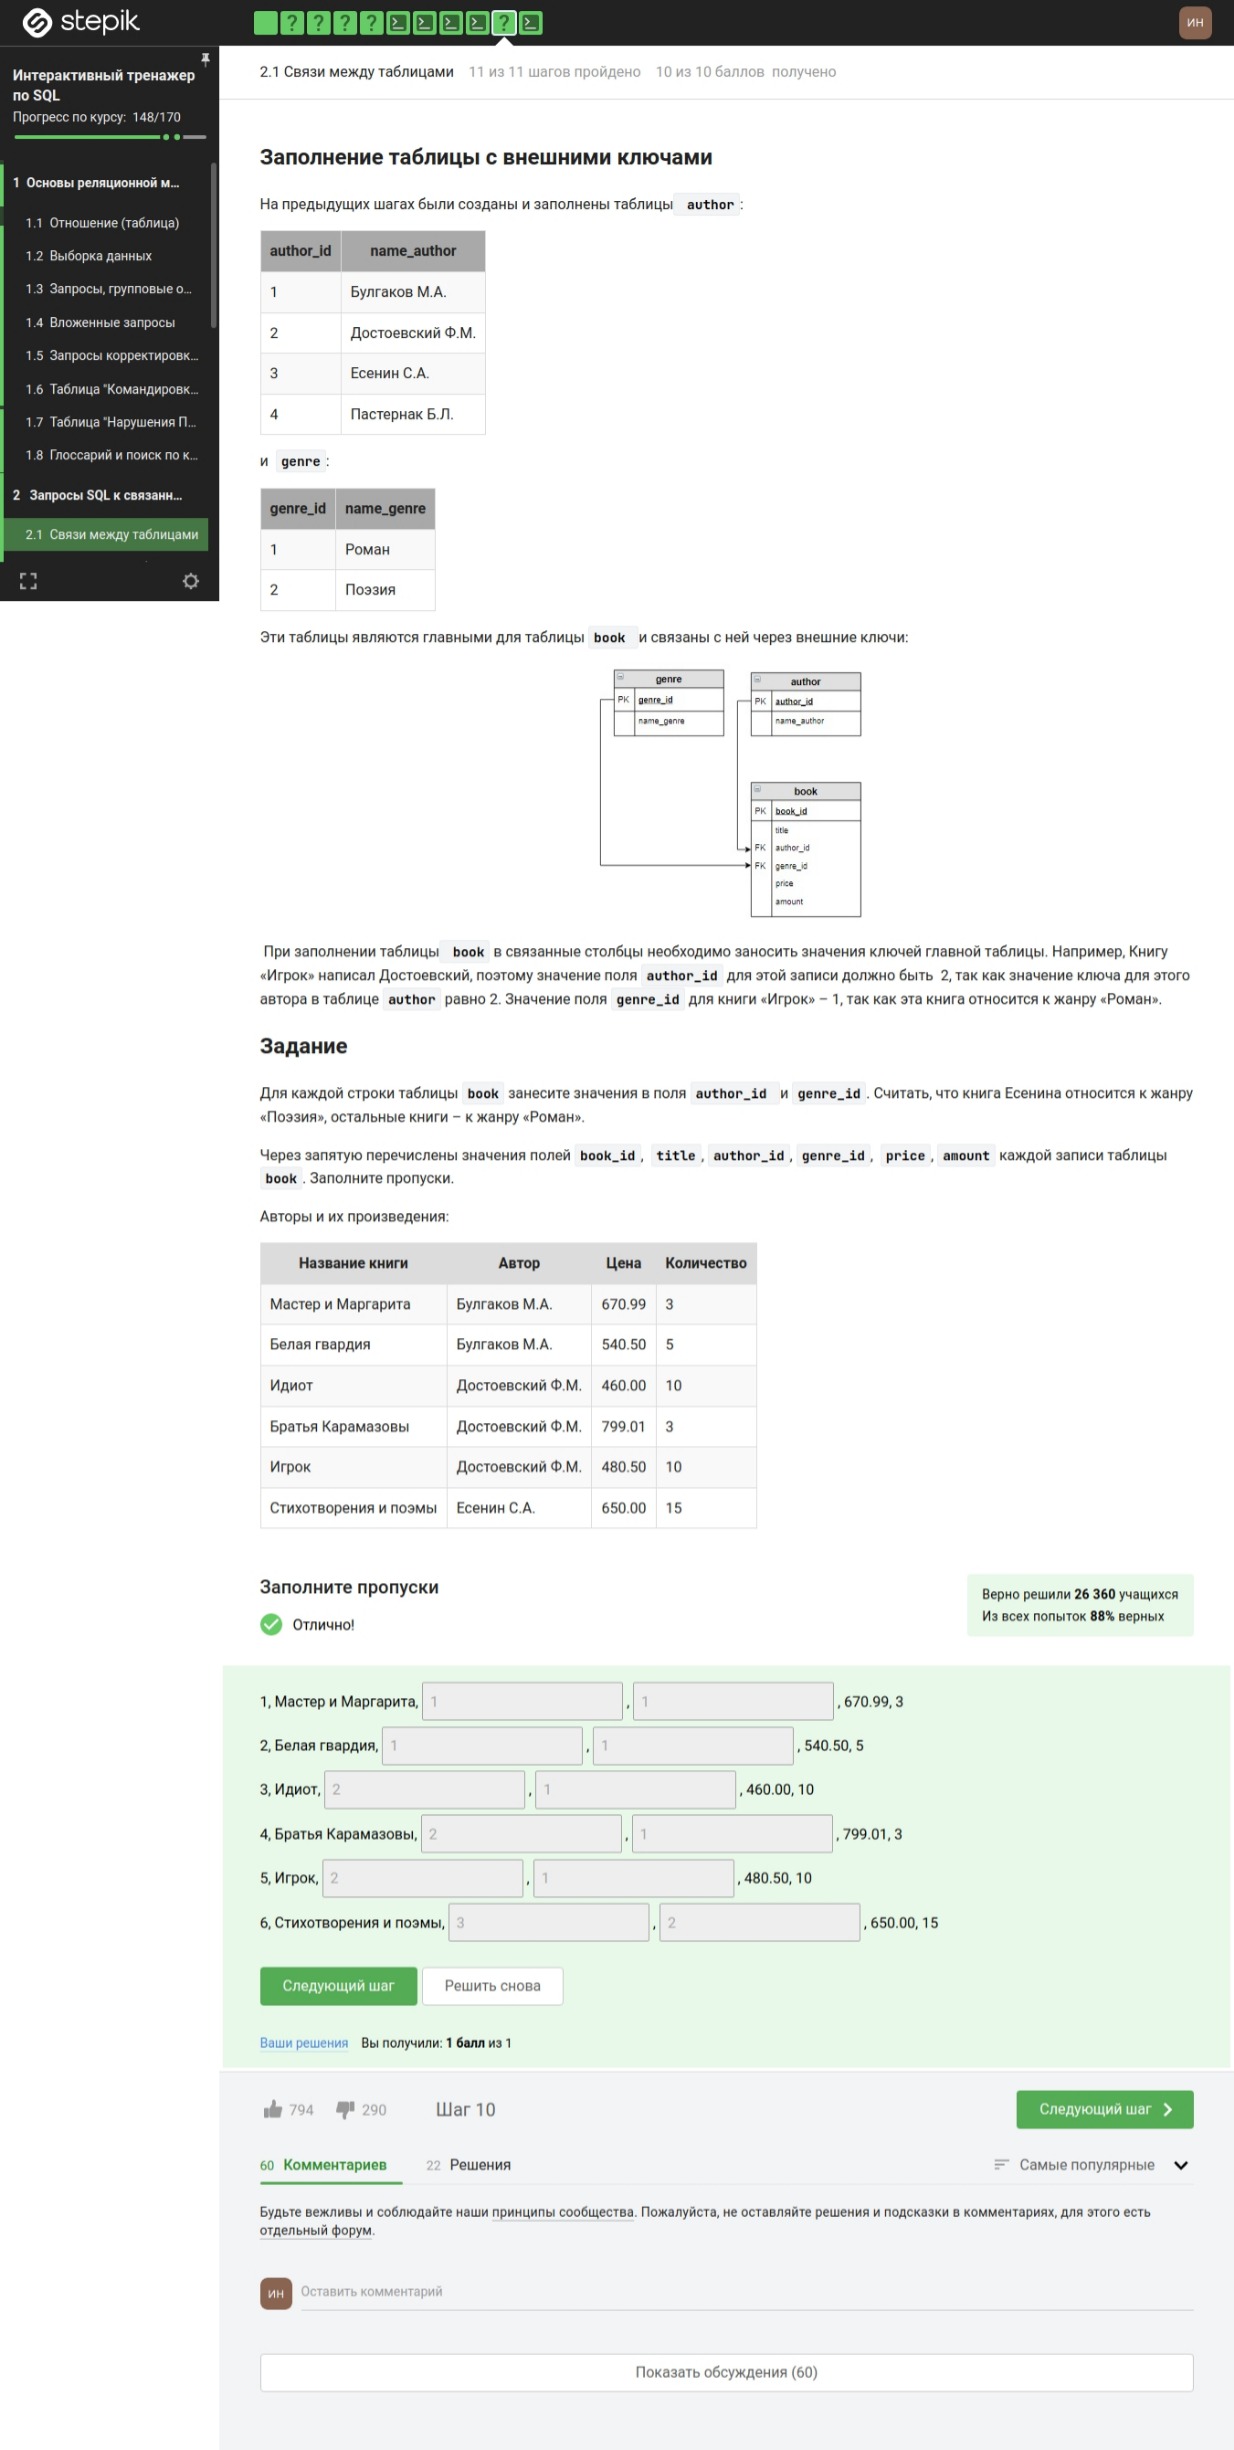 stepik
? ? ? ? ?
ИН
Интерактивный тренажер
по SQL
Прогресс по курсу: 148/170
1 Основы реляционной м...
1.1 Отношение (таблица)
1.2 Выборка данных
1.3 Запросы, групповые о...
1.4 Вложенные запросы
1.5 Запросы корректировк...
1.6 Таблица "Командировк...
1.7 Таблица "Нарушения П...
1.8 Глоссарий и поиск по к...
2 Запросы SQL к связанн...
2.1 Связи между таблицами
2.1 Связи между таблицами 11 из 11 шагов пройдено 10 из 10 баллов получено
Заполнение таблицы с внешними ключами
На предыдущих шагах были созданы и заполнены таблицы author :
author_id name_author
1 Булгаков М.А.
2 Достоевский Ф.М.
3 Есенин С.А.
4 Пастернак Б.Л.
и genre :
genre_id name_genre
1 Роман
2 Поэзия
Эти таблицы являются главными для таблицы book и связаны с ней через внешние ключи:
genre
PK genre_id
name_genre
author
PK author_id
name_author
book
PK book_id
title
FK author_id
FK genre_id
price
amount
При заполнении таблицы book в связанные столбцы необходимо заносить значения ключей главной таблицы. Например, Книгу
«Игрок» написал Достоевский, поэтому значение поля author_id для этой записи должно быть 2, так как значение ключа для этого
автора в таблице author равно 2. Значение поля genre_id для книги «Игрок» – 1, так как эта книга относится к жанру «Роман».
Задание
Для каждой строки таблицы book занесите значения в поля author_id и genre_id . Считать, что книга Есенина относится к жанру
«Поэзия», остальные книги – к жанру «Роман».
Через запятую перечислены значения полей book_id , title , author_id , genre_id , price , amount каждой записи таблицы
book . Заполните пропуски.
Авторы и их произведения:
Название книги Автор Цена Количество
Мастер и Маргарита Булгаков М.А. 670.99 3
Белая гвардия Булгаков М.А. 540.50 5
Идиот Достоевский Ф.М. 460.00 10
Братья Карамазовы Достоевский Ф.М. 799.01 3
Игрок Достоевский Ф.М. 480.50 10
Стихотворения и поэмы Есенин С.А. 650.00 15
Заполните пропуски
Отлично!
Верно решили 26 360 учащихся
Из всех попыток 88% верных
1, Мастер и Маргарита, 1 , 1 , 670.99, 3
2, Белая гвардия, 1 , 1 , 540.50, 5
3, Идиот, 2 , 1 , 460.00, 10
4, Братья Карамазовы, 2 , 1 , 799.01, 3
5, Игрок, 2 , 1 , 480.50, 10
6, Стихотворения и поэмы, 3 , 2 , 650.00, 15
Следующий шаг Решить снова
Ваши решения Вы получили: 1 балл из 1
794 290 Шаг 10 Следующий шаг
60 Комментариев 22 Решения Самые популярные
Будьте вежливы и соблюдайте наши принципы сообщества. Пожалуйста, не оставляйте решения и подсказки в комментариях, для этого есть
отдельный форум.
ИН Оставить комментарий
Показать обсуждения (60)